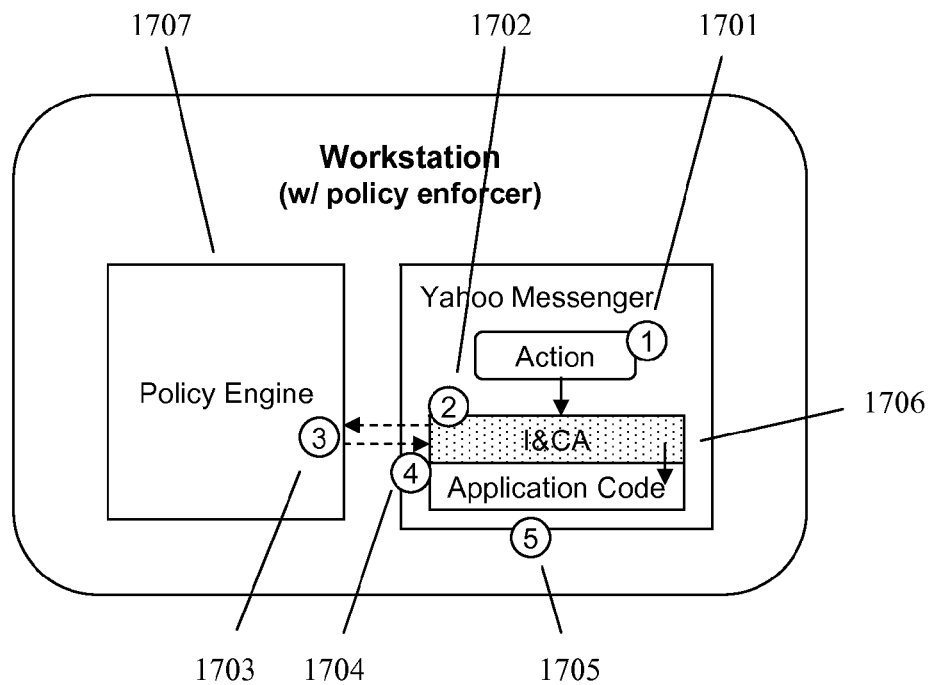 1707
1702
1701
Workstation
(w/ policy enforcer)
Yahoo Messenger
1
Action
Policy Engine
2
1706
3
I&CA
4
Application Code
5
1703
1704
1705